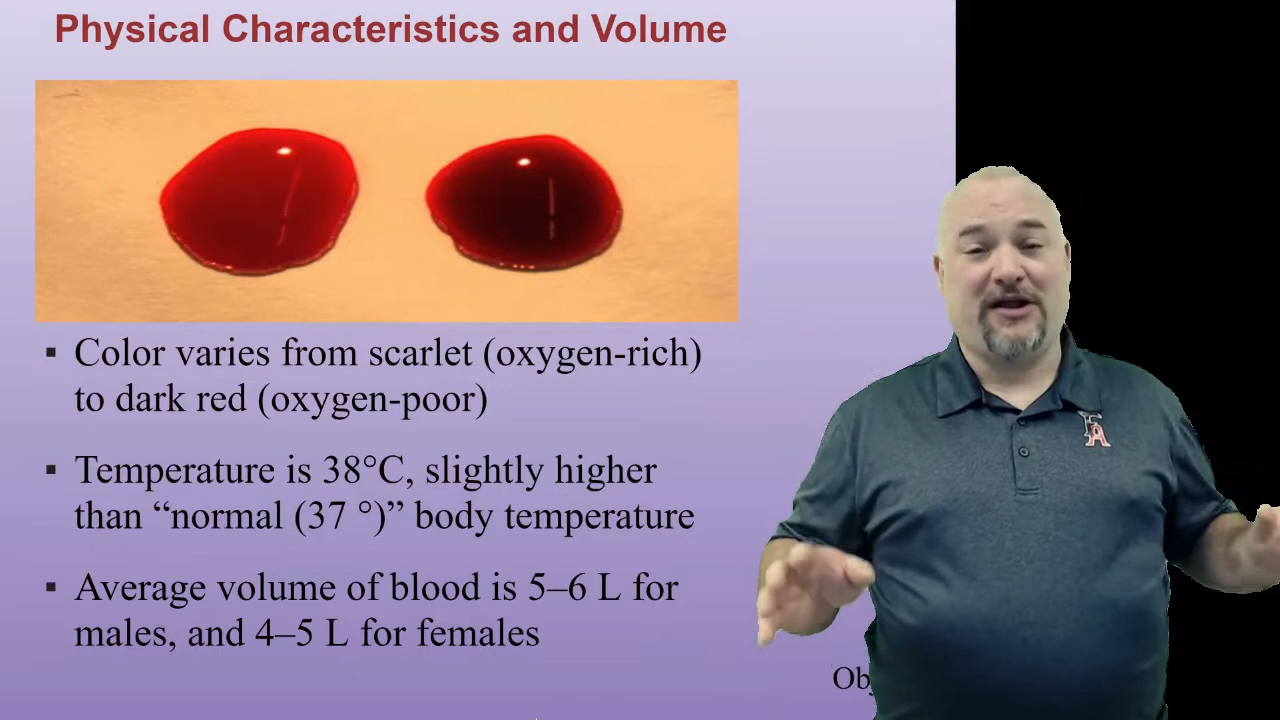 Physical Characteristics and Volume
▪ Color varies from scarlet (oxygen-rich)
to dark red (oxygen-poor)
▪ Temperature is 38°C, slightly higher
than “normal (37 °)” body temperature
▪ Average volume of blood is 5–6 L for
males, and 4–5 L for females
FA